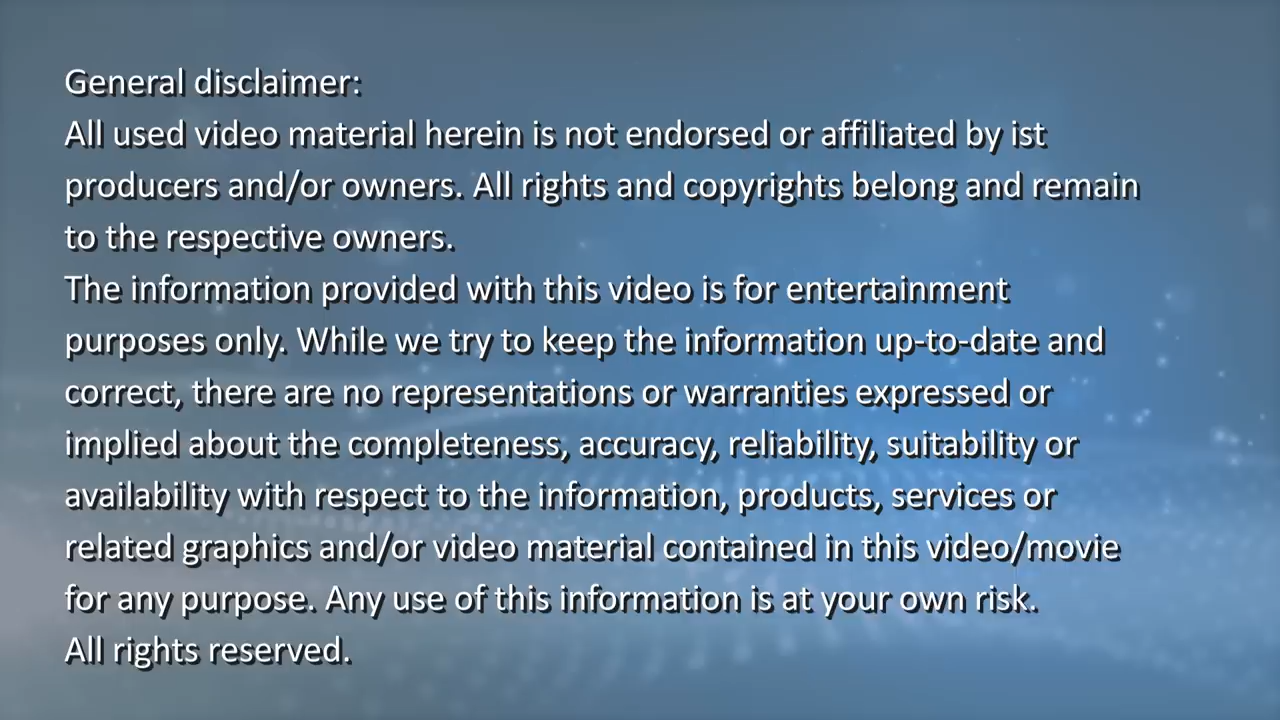 General disclaimer:
All used video material herein is not endorsed or affiliated by ist
producers and/or owners. All rights and copyrights belong and remain
to the respective owners.
The information provided with this video is for entertainment
purposes only. While we try to keep the information up-to-date and
correct, there are no representations or warranties expressed or
implied about the completeness, accuracy, reliability, suitability or
availability with respect to the information, products, services or
related graphics and/or video material contained in this video/movie
for any purpose. Any use of this information is at your own risk.
All rights reserved.